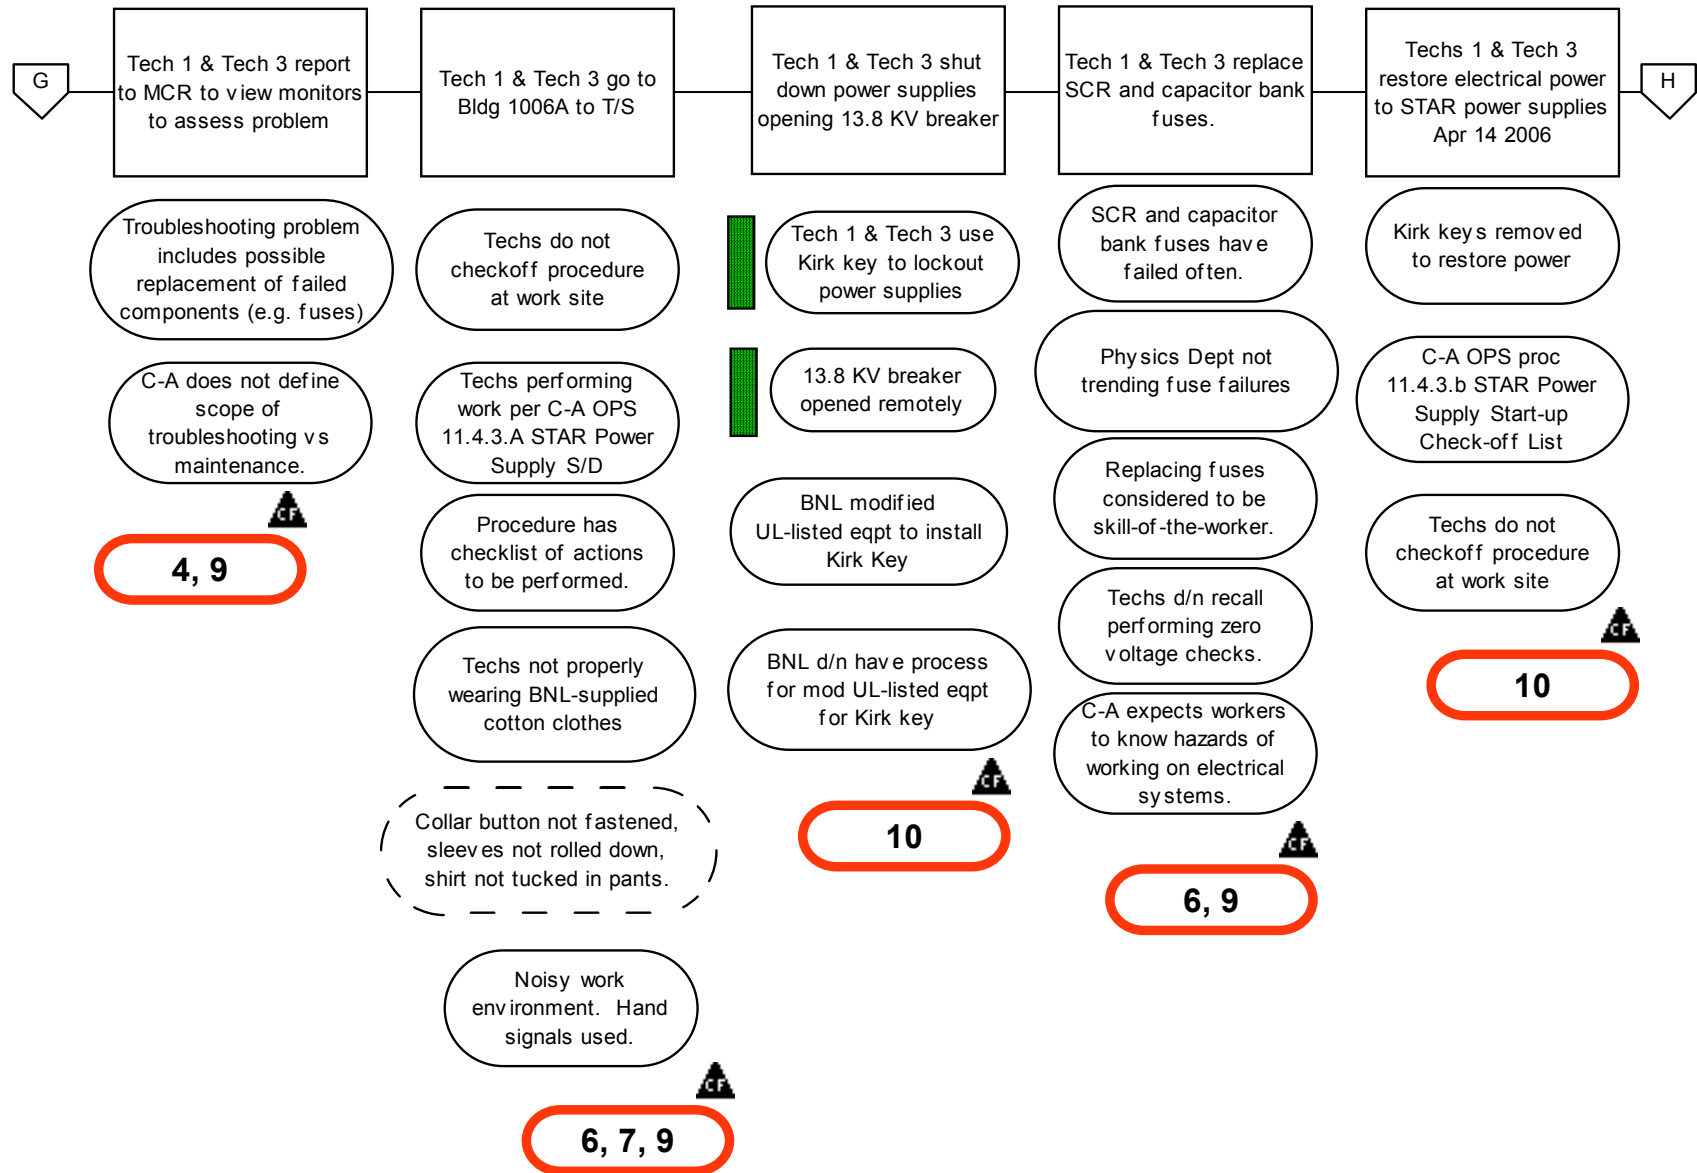 G
Tech 1 & Tech 3 report
to MCR to view monitors
to assess problem
Tech 1 & Tech 3 go to
Bldg 1006A to T/S
Tech 1 & Tech 3 shut
down power supplies
opening 13.8 KV breaker
Tech 1 & Tech 3 replace
SCR and capacitor bank
fuses.
Techs 1 & Tech 3
restore electrical power
to STAR power supplies
Apr 14 2006
H
Troubleshooting problem
includes possible
replacement of failed
components (e.g. fuses)
C-A does not define
scope of
troubleshooting vs
maintenance.
CF
4, 9
Techs do not
checkoff procedure
at work site
Techs performing
work per C-A OPS
11.4.3.A STAR Power
Supply S/D
Procedure has
checklist of actions
to be performed.
Techs not properly
wearing BNL-supplied
cotton clothes
Collar button not fastened,
sleeves not rolled down,
shirt not tucked in pants.
Noisy work
environment. Hand
signals used.
CF
6, 7, 9
Tech 1 & Tech 3 use
Kirk key to lockout
power supplies
13.8 KV breaker
opened remotely
BNL modified
UL-listed eqpt to install
Kirk Key
BNL d/n have process
for mod UL-listed eqpt
for Kirk key
CF
10
SCR and capacitor
bank fuses have
failed often.
Physics Dept not
trending fuse failures
Replacing fuses
considered to be
skill-of-the-worker.
Techs d/n recall
performing zero
voltage checks.
C-A expects workers
to know hazards of
working on electrical
systems.
CF
6, 9
Kirk keys removed
to restore power
C-A OPS proc
11.4.3.b STAR Power
Supply Start-up
Check-off List
Techs do not
checkoff procedure
at work site
CF
10